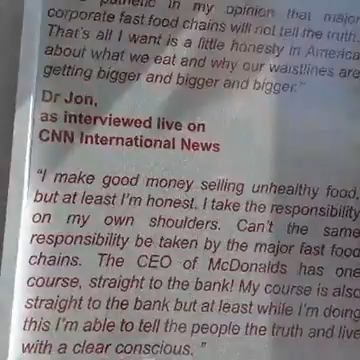 pathetic in my opinion that major
corporate fast food chains will not tell the truth.
That's all I want is a little honesty in America
about what we eat and why our waistlines are
getting bigger and bigger and bigger."
Dr Jon,
as interviewed live on
CNN International News
"I make good money selling unhealthy food,
but at least I'm honest. I take the responsibility
on my own shoulders. Can't the same
responsibility be taken by the major fast food
chains. The CEO of McDonalds has one
course, straight to the bank! My course is also
straight to the bank but at least while I'm doing
this I'm able to tell the people the truth and live
with a clear conscious. "